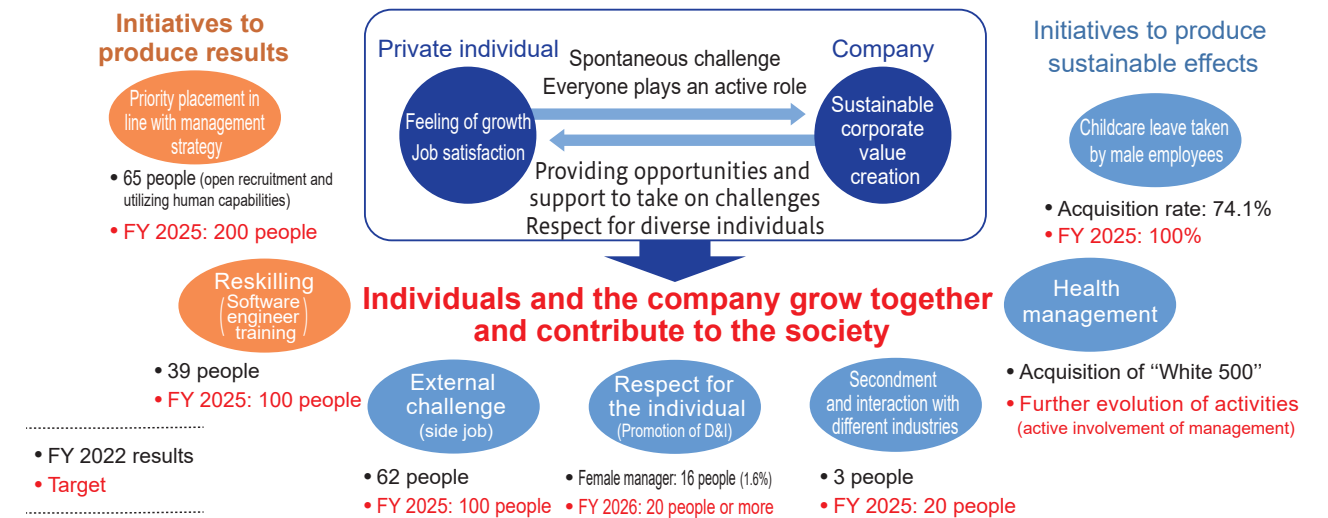 Initiatives to
produce results
Priority placement in
line with management
strategy
• 65 people (open recruitment and
utilizing human capabilities)
• FY 2025: 200 people
Reskilling
(Software
engineer
training)
• 39 people
• FY 2025: 100 people
• FY 2022 results
• Target
Private individual
Feeling of growth
Job satisfaction
Spontaneous challenge
Everyone plays an active role
Providing opportunities and
support to take on challenges
Respect for diverse individuals
Company
Sustainable
corporate
value
creation
Individuals and the company grow together
and contribute to the society
External
challenge
(side job)
• 62 people
• FY 2025: 100 people
Respect for
the individual
(Promotion of D&I)
• Female manager: 16 people (1.6%)
• FY 2026: 20 people or more
Secondment
and interaction with
different industries
• 3 people
• FY 2025: 20 people
Initiatives to produce
sustainable effects
Childcare leave taken
by male employees
• Acquisition rate: 74.1%
• FY 2025: 100%
Health
management
• Acquisition of “White 500”
• Further evolution of activities
(active involvement of management)